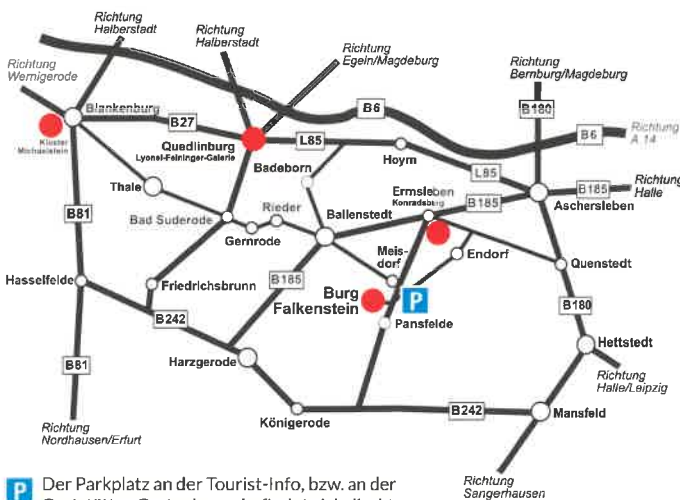 Richtung
Halberstadt
Richtung
Halberstadt
Richtung
Egeln/Magdeburg
Richtung
Bernburg/Magdeburg
Richtung
Wernigerode
Blankenburg
B27
B6
B180
B6
Richtung
A 14
Kloster
Michaelstein
Quedlinburg
Lyonel-Feininger-Galerie
L85
Hoym
L85
Badeborn
Thale
Ermsleben
Konradsburg
B185
B185
Richtung
Halle
Aschersleben
B81
Bad Suderode
Rieder
Gernrode
Ballenstedt
Meis-
dorf
Endorf
Quenstedt
Hasselfelde
Friedrichsbrunn
B185
Burg
Falkenstein
P
Pansfelde
B180
B242
Harzgerode
Hettstedt
B81
Richtung
Halle/Leipzig
Königerode
B242
Mansfeld
Richtung
Nordhausen/Erfurt
Richtung
Sangerhausen
P Der Parkplatz an der Tourist-Info, bzw. an der